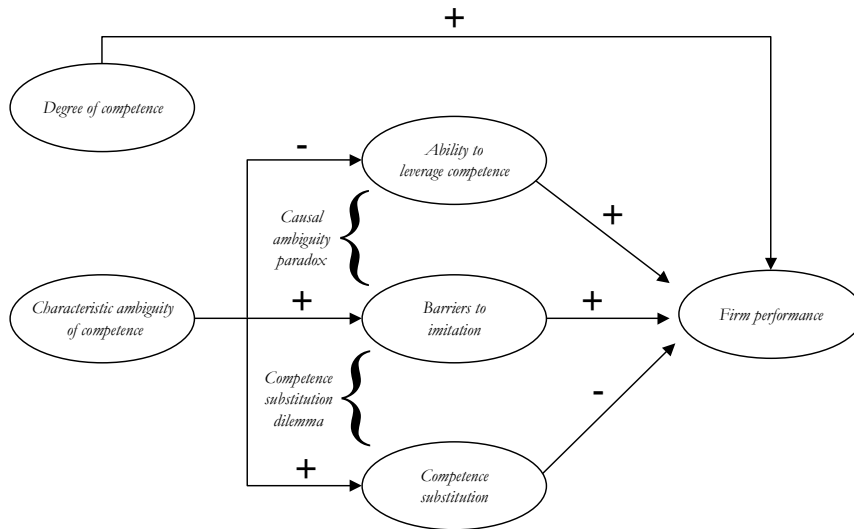 +
Degree of competence
-
Ability to
leverage competence
+
Causal
ambiguity
paradox
{
Characteristic ambiguity
of competence
+
Barriers to
imitation
+
Firm performance
Competence
substitution
dilemma
{
-
+
Competence
substitution